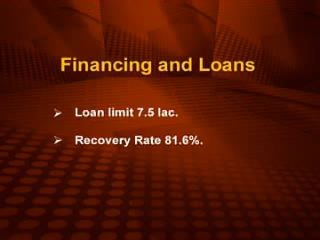 Financing and Loans
➢ Loan limit 7.5 lac.
➢ Recovery Rate 81.6%.